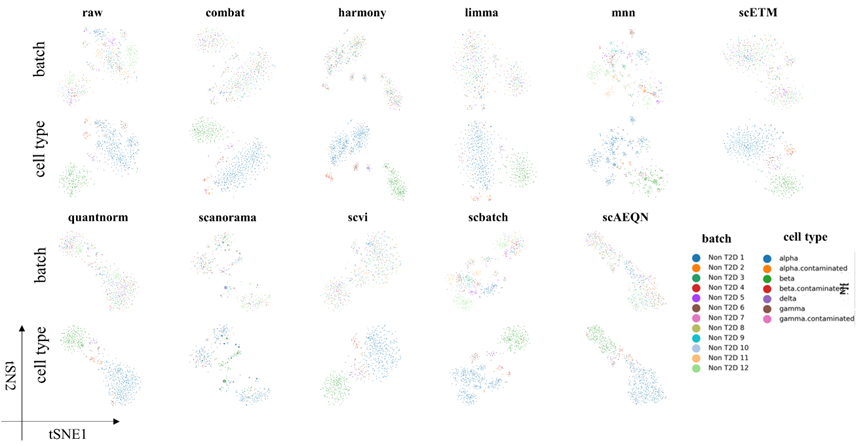 raw combat harmony limma mnn scETM
batch
cell type
quantnorm scanorama scvi scbatch scAEQN
batch
cell type
batch cell type
Non T2D 1 alpha
Non T2D 2 alpha.contaminated
Non T2D 3 beta
Non T2D 4 beta.contaminated
Non T2D 5 delta
Non T2D 6 gamma
Non T2D 7 gamma.contaminated
Non T2D 8
Non T2D 9
Non T2D 10
Non T2D 11
Non T2D 12
tSN2
tSNE1